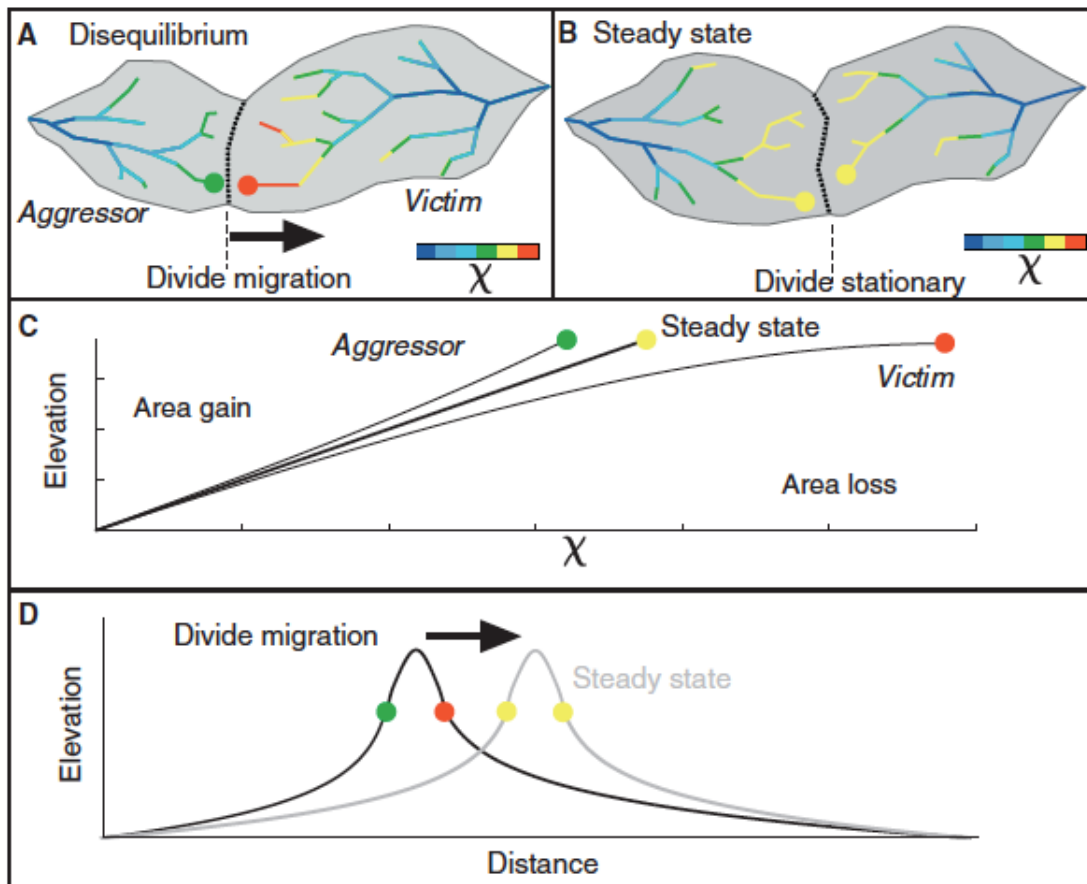 A Disequilibrium
Aggressor
Victim
Divide migration
χ
B Steady state
χ
Divide stationary
C
Aggressor
Steady state
Victim
Area gain
Area loss
Elevation
χ
D
Divide migration
Steady state
Elevation
Distance